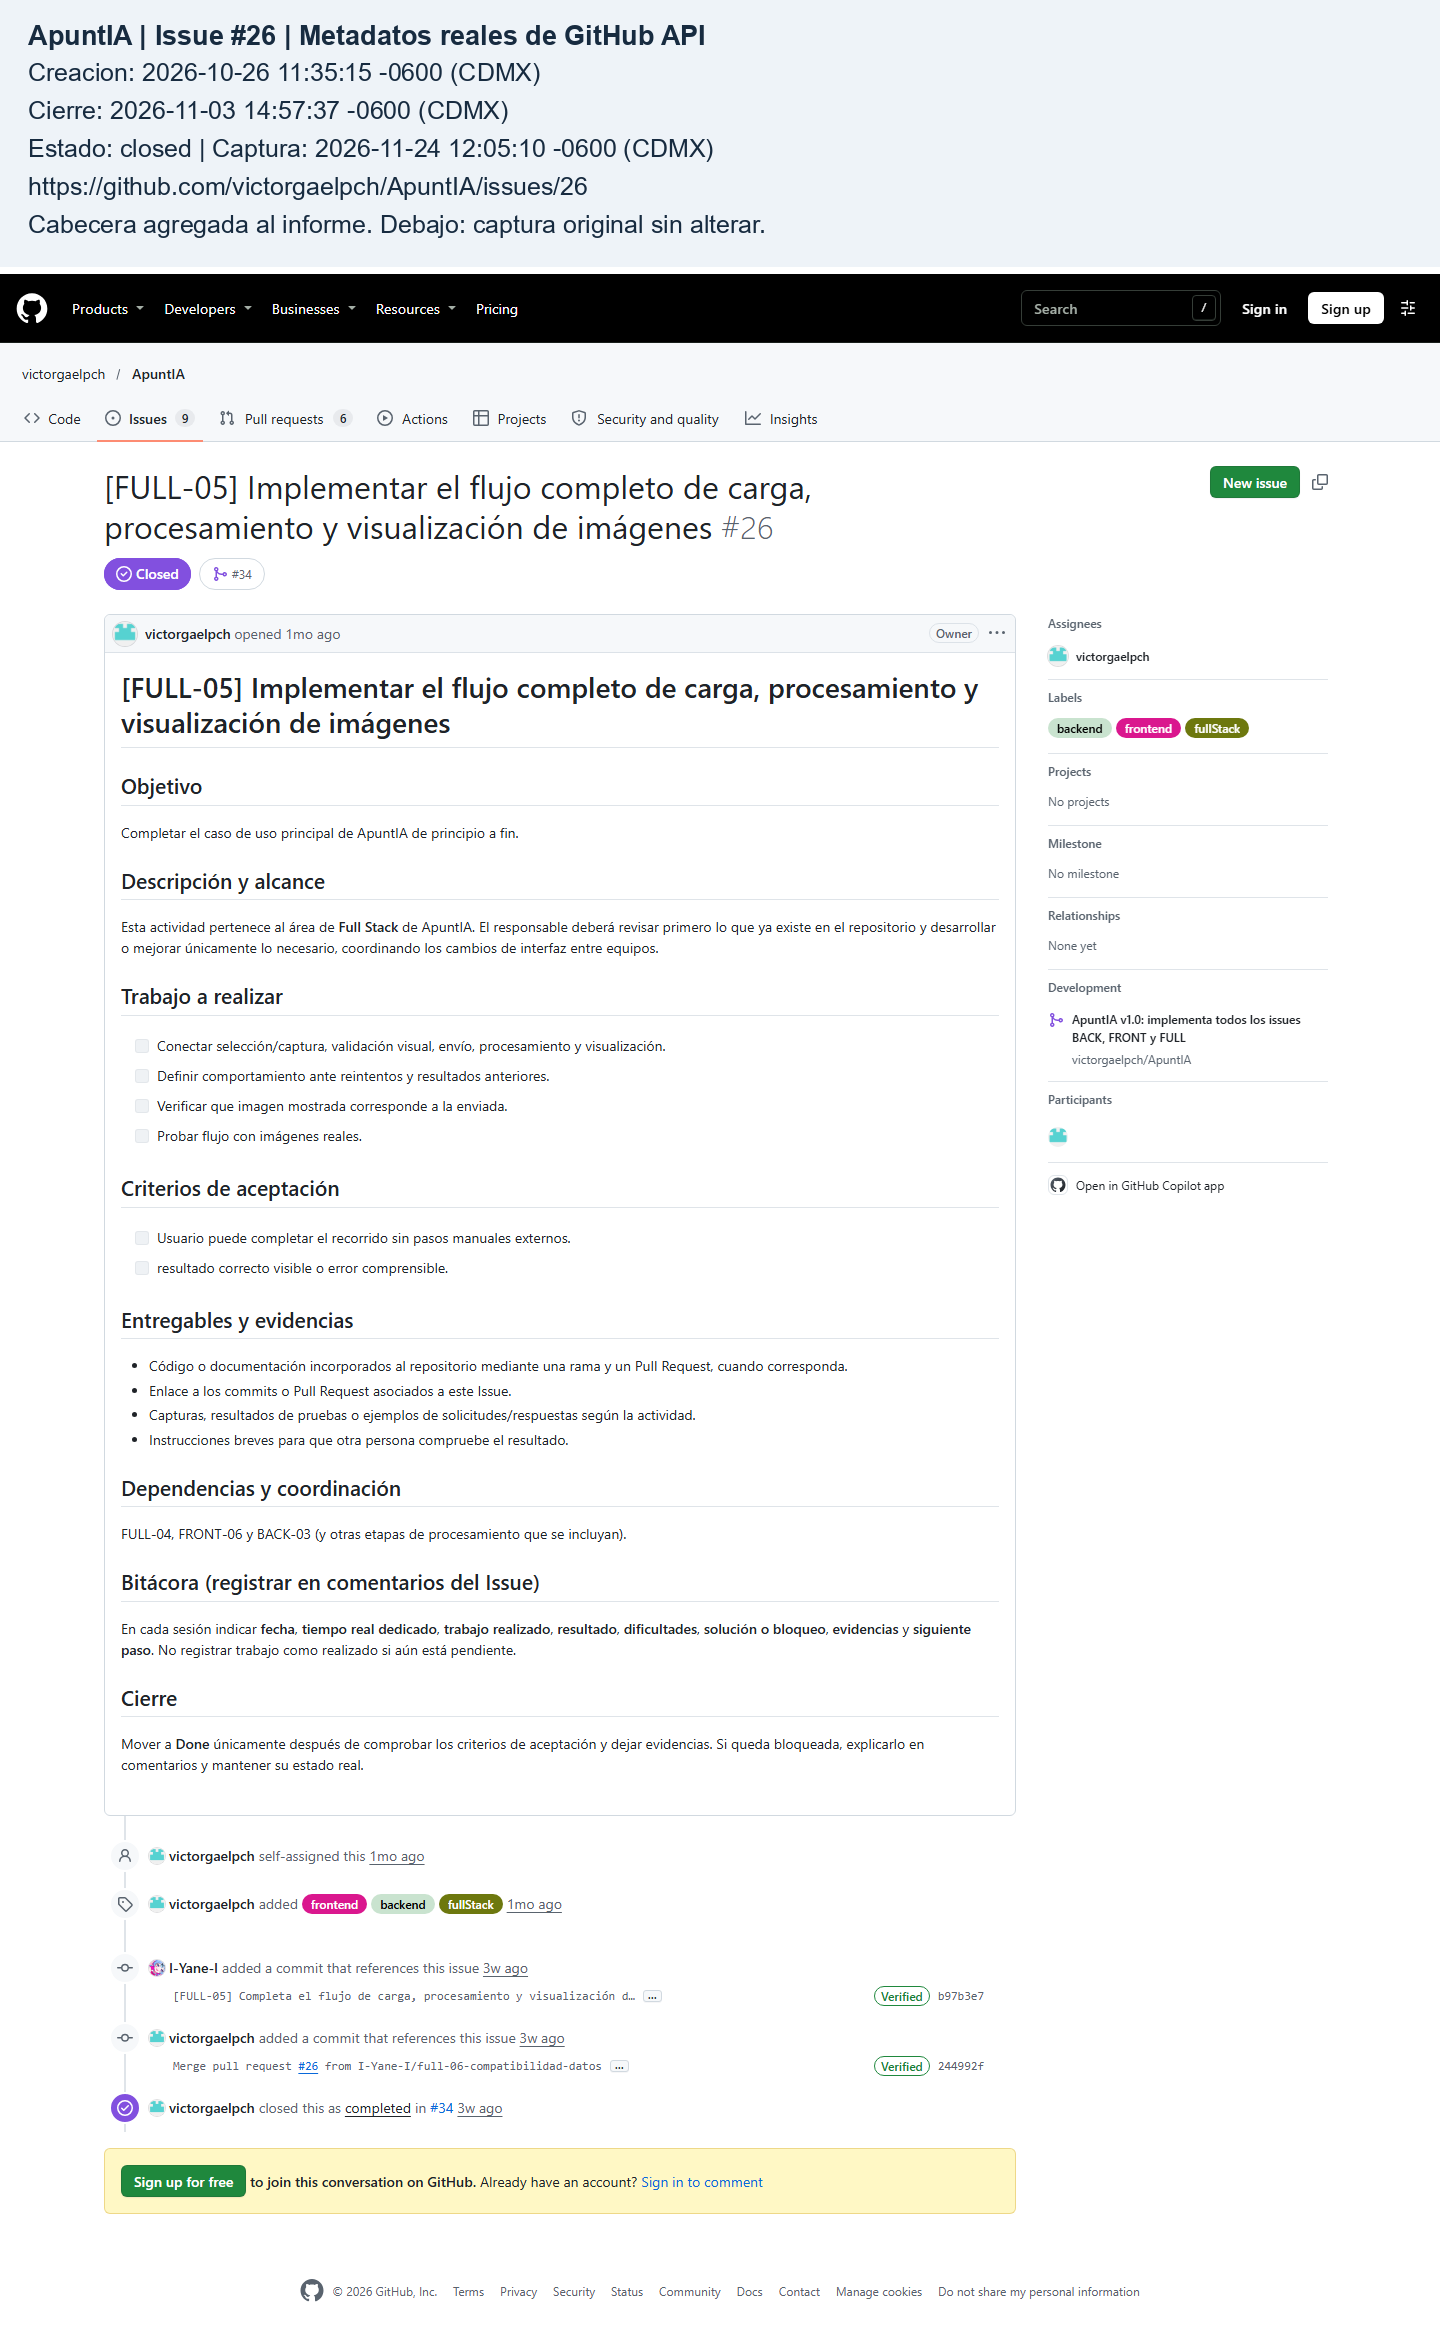 ApuntIA | Issue #26 | Metadatos reales de GitHub API
Creacion: 2026-10-26 11:35:15 -0600 (CDMX)
Cierre: 2026-11-03 14:57:37 -0600 (CDMX)
Estado: closed | Captura: 2026-11-24 12:05:10 -0600 (CDMX)
https://github.com/victorgaelpch/ApuntIA/issues/26
Cabecera agregada al informe. Debajo: captura original sin alterar.
Products Developers Businesses Resources Pricing Search / Sign in Sign up
victorgaelpch / ApuntIA
Code Issues 9 Pull requests 6 Actions Projects Security and quality Insights
[FULL-05] Implementar el flujo completo de carga,
procesamiento y visualización de imágenes #26
New issue
Closed #34
victorgaelpch opened 1mo ago Owner
[FULL-05] Implementar el flujo completo de carga, procesamiento y
visualización de imágenes
Objetivo
Completar el caso de uso principal de ApuntIA de principio a fin.
Descripción y alcance
Esta actividad pertenece al área de Full Stack de ApuntIA. El responsable deberá revisar primero lo que ya existe en el repositorio y desarrollar
o mejorar únicamente lo necesario, coordinando los cambios de interfaz entre equipos.
Trabajo a realizar
Conectar selección/captura, validación visual, envío, procesamiento y visualización.
Definir comportamiento ante reintentos y resultados anteriores.
Verificar que imagen mostrada corresponde a la enviada.
Probar flujo con imágenes reales.
Criterios de aceptación
Usuario puede completar el recorrido sin pasos manuales externos.
resultado correcto visible o error comprensible.
Entregables y evidencias
Código o documentación incorporados al repositorio mediante una rama y un Pull Request, cuando corresponda.
Enlace a los commits o Pull Request asociados a este Issue.
Capturas, resultados de pruebas o ejemplos de solicitudes/respuestas según la actividad.
Instrucciones breves para que otra persona compruebe el resultado.
Dependencias y coordinación
FULL-04, FRONT-06 y BACK-03 (y otras etapas de procesamiento que se incluyan).
Bitácora (registrar en comentarios del Issue)
En cada sesión indicar fecha, tiempo real dedicado, trabajo realizado, resultado, dificultades, solución o bloqueo, evidencias y siguiente
paso. No registrar trabajo como realizado si aún está pendiente.
Cierre
Mover a Done únicamente después de comprobar los criterios de aceptación y dejar evidencias. Si queda bloqueada, explicarlo en
comentarios y mantener su estado real.
Assignees
victorgaelpch
Labels
backend frontend fullStack
Projects
No projects
Milestone
No milestone
Relationships
None yet
Development
ApuntIA v1.0: implementa todos los issues
BACK, FRONT y FULL
victorgaelpch/ApuntIA
Participants
Open in GitHub Copilot app
victorgaelpch self-assigned this 1mo ago
victorgaelpch added frontend backend fullStack 1mo ago
I-Yane-I added a commit that references this issue 3w ago
[FULL-05] Completa el flujo de carga, procesamiento y visualización d… ... Verified b97b3e7
victorgaelpch added a commit that references this issue 3w ago
Merge pull request #26 from I-Yane-I/full-06-compatibilidad-datos ... Verified 244992f
victorgaelpch closed this as completed in #34 3w ago
Sign up for free to join this conversation on GitHub. Already have an account? Sign in to comment
© 2026 GitHub, Inc. Terms Privacy Security Status Community Docs Contact Manage cookies Do not share my personal information